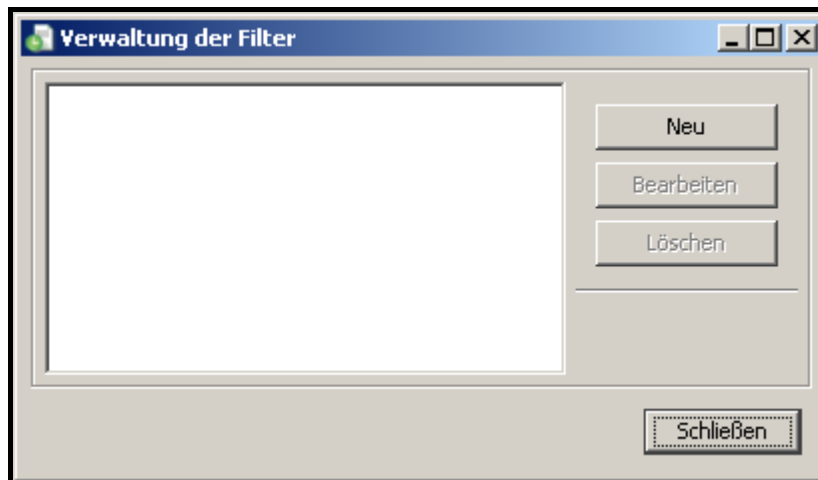 Verwaltung der Filter
Neu
Bearbeiten
Löschen
Schließen